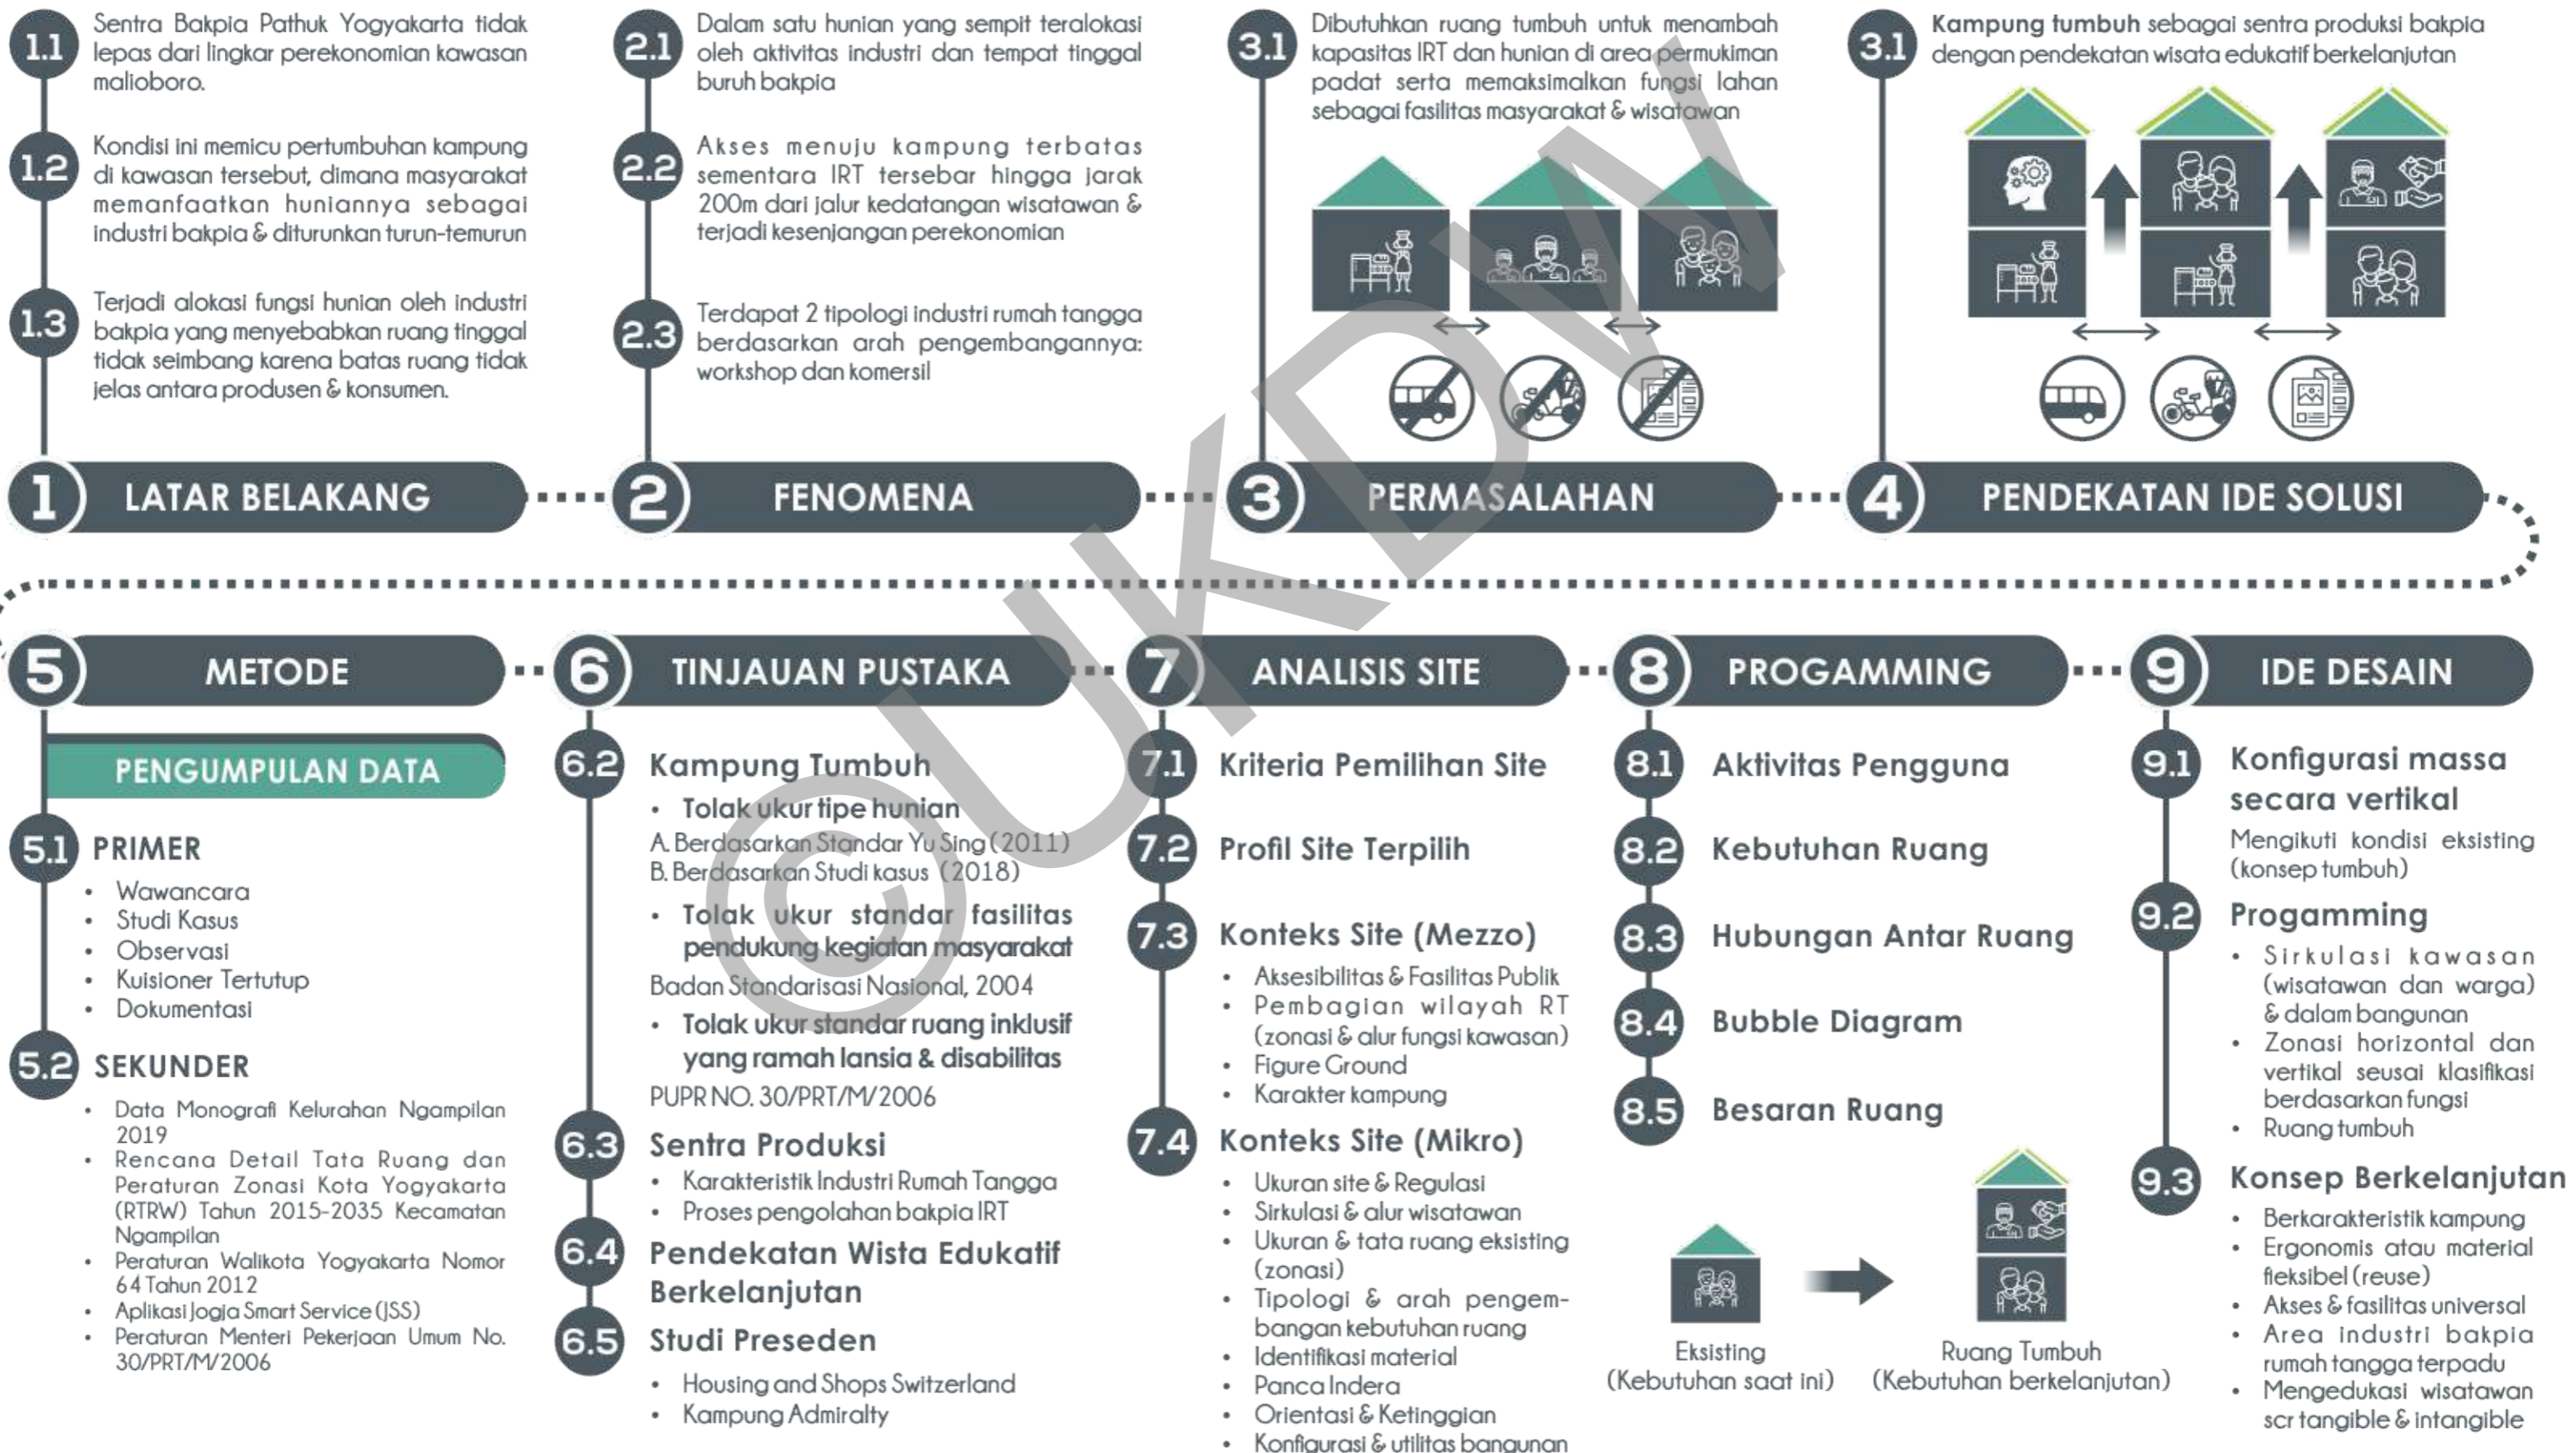 1.1
Sentra Bakpia Pathuk Yogyakarta tidak
lepas dari lingkar perekonomian kawasan
malioboro.
1.2
Kondisi ini memicu pertumbuhan kampung
di kawasan tersebut, dimana masyarakat
memanfaatkan huniannya sebagai
industri bakpia & diturunkan turun-temurun
1.3
Terjadi alokasi fungsi hunian oleh industri
bakpia yang menyebabkan ruang tinggal
tidak seimbang karena batas ruang tidak
jelas antara produsen & konsumen.
1 LATAR BELAKANG
2.1
Dalam satu hunian yang sempit teralokasi
oleh aktivitas industri dan tempat tinggal
buruh bakpia
2.2
Akses menuju kampung terbatas
sementara IRT tersebar hingga jarak
200m dari jalur kedatangan wisatawan &
terjadi kesenjangan perekonomian
2.3
Terdapat 2 tipologi industri rumah tangga
berdasarkan arah pengembangannya:
workshop dan komersil
2 FENOMENA
3.1
Dibutuhkan ruang tumbuh untuk menambah
kapasitas IRT dan hunian di area permukiman
padat serta memaksimalkan fungsi lahan
sebagai fasilitas masyarakat & wisatawan
3 PERMASALAHAN
3.1
Kampung tumbuh sebagai sentra produksi bakpia
dengan pendekatan wisata edukatif berkelanjutan
4 PENDEKATAN IDE SOLUSI
5 METODE
PENGUMPULAN DATA
5.1 PRIMER
• Wawancara
• Studi Kasus
• Observasi
• Kuisioner Tertutup
• Dokumentasi
5.2 SEKUNDER
• Data Monografi Kelurahan Ngampilan
2019
• Rencana Detail Tata Ruang dan
Peraturan Zonasi Kota Yogyakarta
(RTRW) Tahun 2015-2035 Kecamatan
Ngampilan
• Peraturan Walikota Yogyakarta Nomor
64 Tahun 2012
• Aplikasi Jogja Smart Service (JSS)
• Peraturan Menteri Pekerjaan Umum No.
30/PRT/M/2006
6 TINJAUAN PUSTAKA
6.2 Kampung Tumbuh
• Tolak ukur tipe hunian
A. Berdasarkan Standar Yu Sing (2011)
B. Berdasarkan Studi kasus (2018)
• Tolak ukur standar fasilitas
pendukung kegiatan masyarakat
Badan Standarisasi Nasional, 2004
• Tolak ukur standar ruang inklusif
yang ramah lansia & disabilitas
PUPR NO. 30/PRT/M/2006
6.3 Sentra Produksi
• Karakteristik Industri Rumah Tangga
• Proses pengolahan bakpia IRT
6.4 Pendekatan Wista Edukatif
Berkelanjutan
6.5 Studi Preseden
• Housing and Shops Switzerland
• Kampung Admiralty
7 ANALISIS SITE
7.1 Kriteria Pemilihan Site
7.2 Profil Site Terpilih
7.3 Konteks Site (Mezzo)
• Aksesibilitas & Fasilitas Publik
• Pembagian wilayah RT
(zonasi & alur fungsi kawasan)
• Figure Ground
• Karakter kampung
7.4 Konteks Site (Mikro)
• Ukuran site & Regulasi
• Sirkulasi & alur wisatawan
• Ukuran & tata ruang eksisting
(zonasi)
• Tipologi & arah pengem-
bangan kebutuhan ruang
• Identifikasi material
• Panca Indera
• Orientasi & Ketinggian
• Konfigurasi & utilitas bangunan
8 PROGAMMING
8.1 Aktivitas Pengguna
8.2 Kebutuhan Ruang
8.3 Hubungan Antar Ruang
8.4 Bubble Diagram
8.5 Besaran Ruang
Eksisting
(Kebutuhan saat ini)
Ruang Tumbuh
(Kebutuhan berkelanjutan)
9 IDE DESAIN
9.1 Konfigurasi massa
secara vertikal
Mengikuti kondisi eksisting
(konsep tumbuh)
9.2 Progamming
• Sirkulasi kawasan
(wisatawan dan warga)
& dalam bangunan
• Zonasi horizontal dan
vertikal seusai klasifikasi
berdasarkan fungsi
• Ruang tumbuh
9.3 Konsep Berkelanjutan
• Berkarakteristik kampung
• Ergonomis atau material
fleksibel (reuse)
• Akses & fasilitas universal
• Area industri bakpia
rumah tangga terpadu
• Mengedukasi wisatawan
scr tangible & intangible
©UKDW